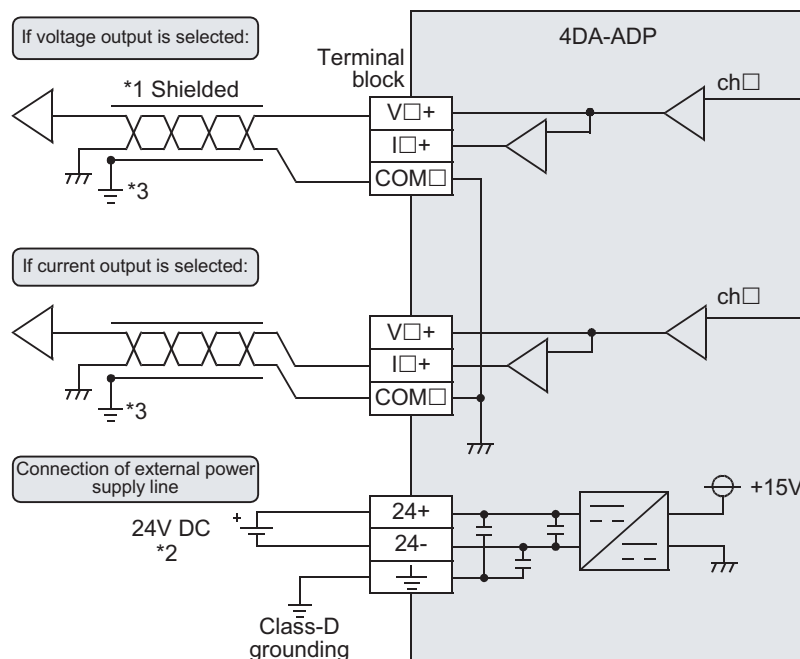 If voltage output is selected:
4DA-ADP
Terminal
block
*1 Shielded
ch□
V□+
I□+
COM□
*3
If current output is selected:
ch□
V□+
I□+
COM□
*3
Connection of external power
supply line
24+
+15V
24V DC
*2
24-
Class-D
grounding